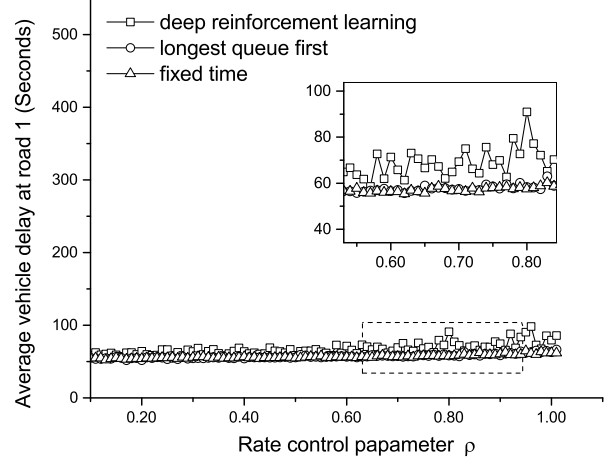 deep reinforcement learning
longest queue first
fixed time
Average vehicle delay at road 1 (Seconds)
500
400
300
200
100
0
100
80
60
40
0.60 0.70 0.80
0.20 0.40 0.60 0.80 1.00
Rate control papameter ρ